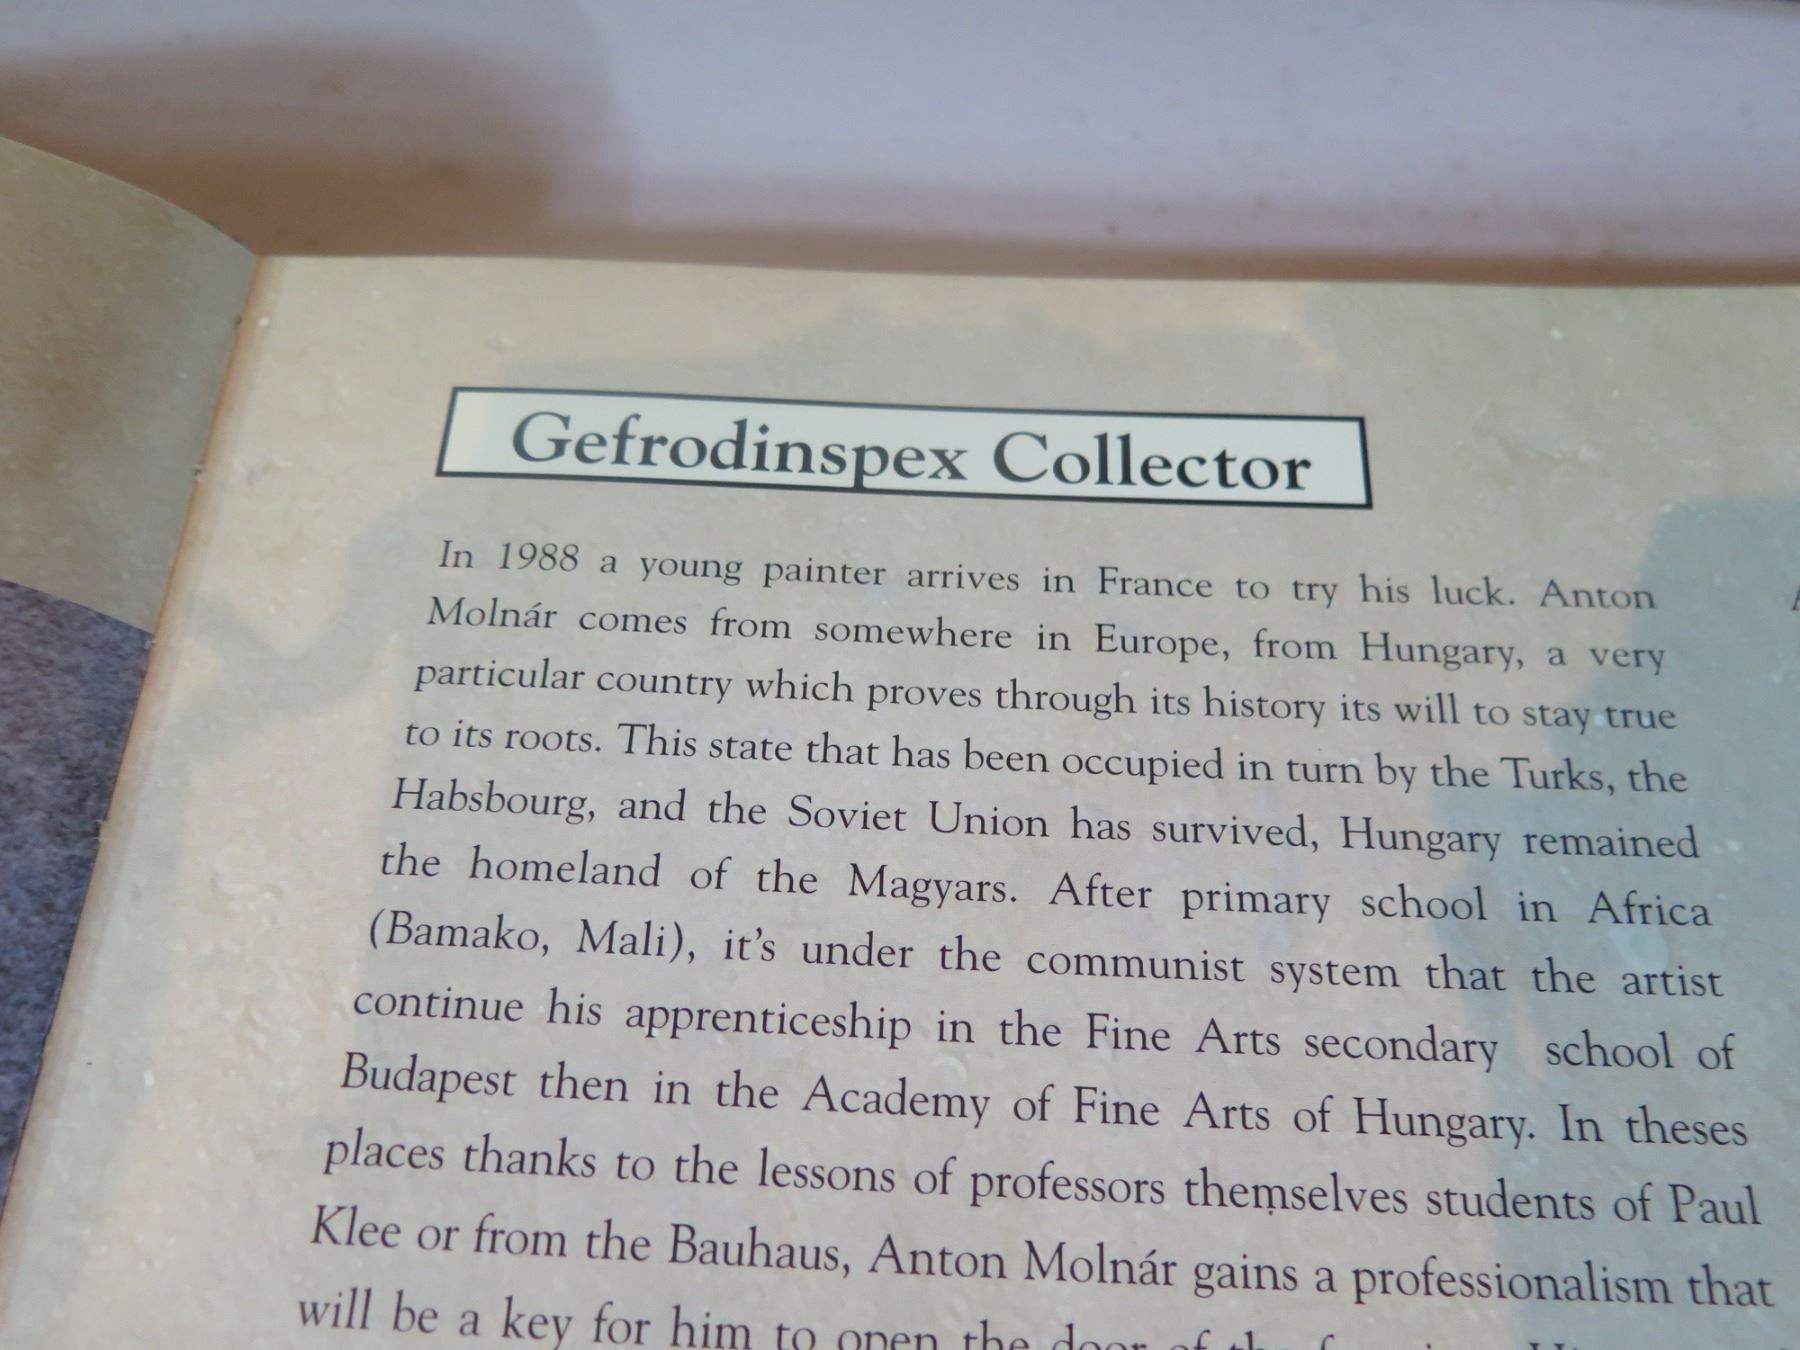 Gefrodinspex Collector
In 1988 a young painter arrives in France to try his luck. Anton
Molnár comes from somewhere in Europe, from Hungary, a very
particular country which proves through its history its will to stay true
to its roots. This state that has been occupied in turn by the Turks, the
Habsbourg, and the Soviet Union has survived, Hungary remained
the homeland of the Magyars. After primary school in Africa
(Bamako, Mali), it's under the communist system that the artist
continue his apprenticeship in the Fine Arts secondary school of
Budapest then in the Academy of Fine Arts of Hungary. In theses
places thanks to the lessons of professors themselves students of Paul
Klee or from the Bauhaus, Anton Molnár gains a professionalism that
will be a key for him to open the door of the